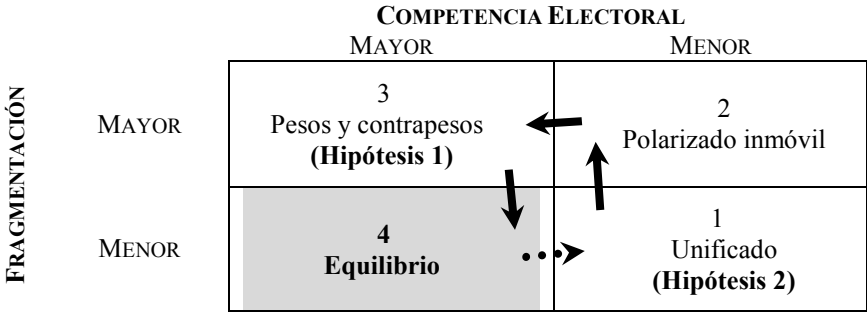 COMPETENCIA ELECTORAL
MAYOR MENOR
FRAGMENTACIÓN
MAYOR
3
Pesos y contrapesos
(Hipótesis 1)
2
Polarizado inmóvil
MENOR
4
Equilibrio
1
Unificado
(Hipótesis 2)